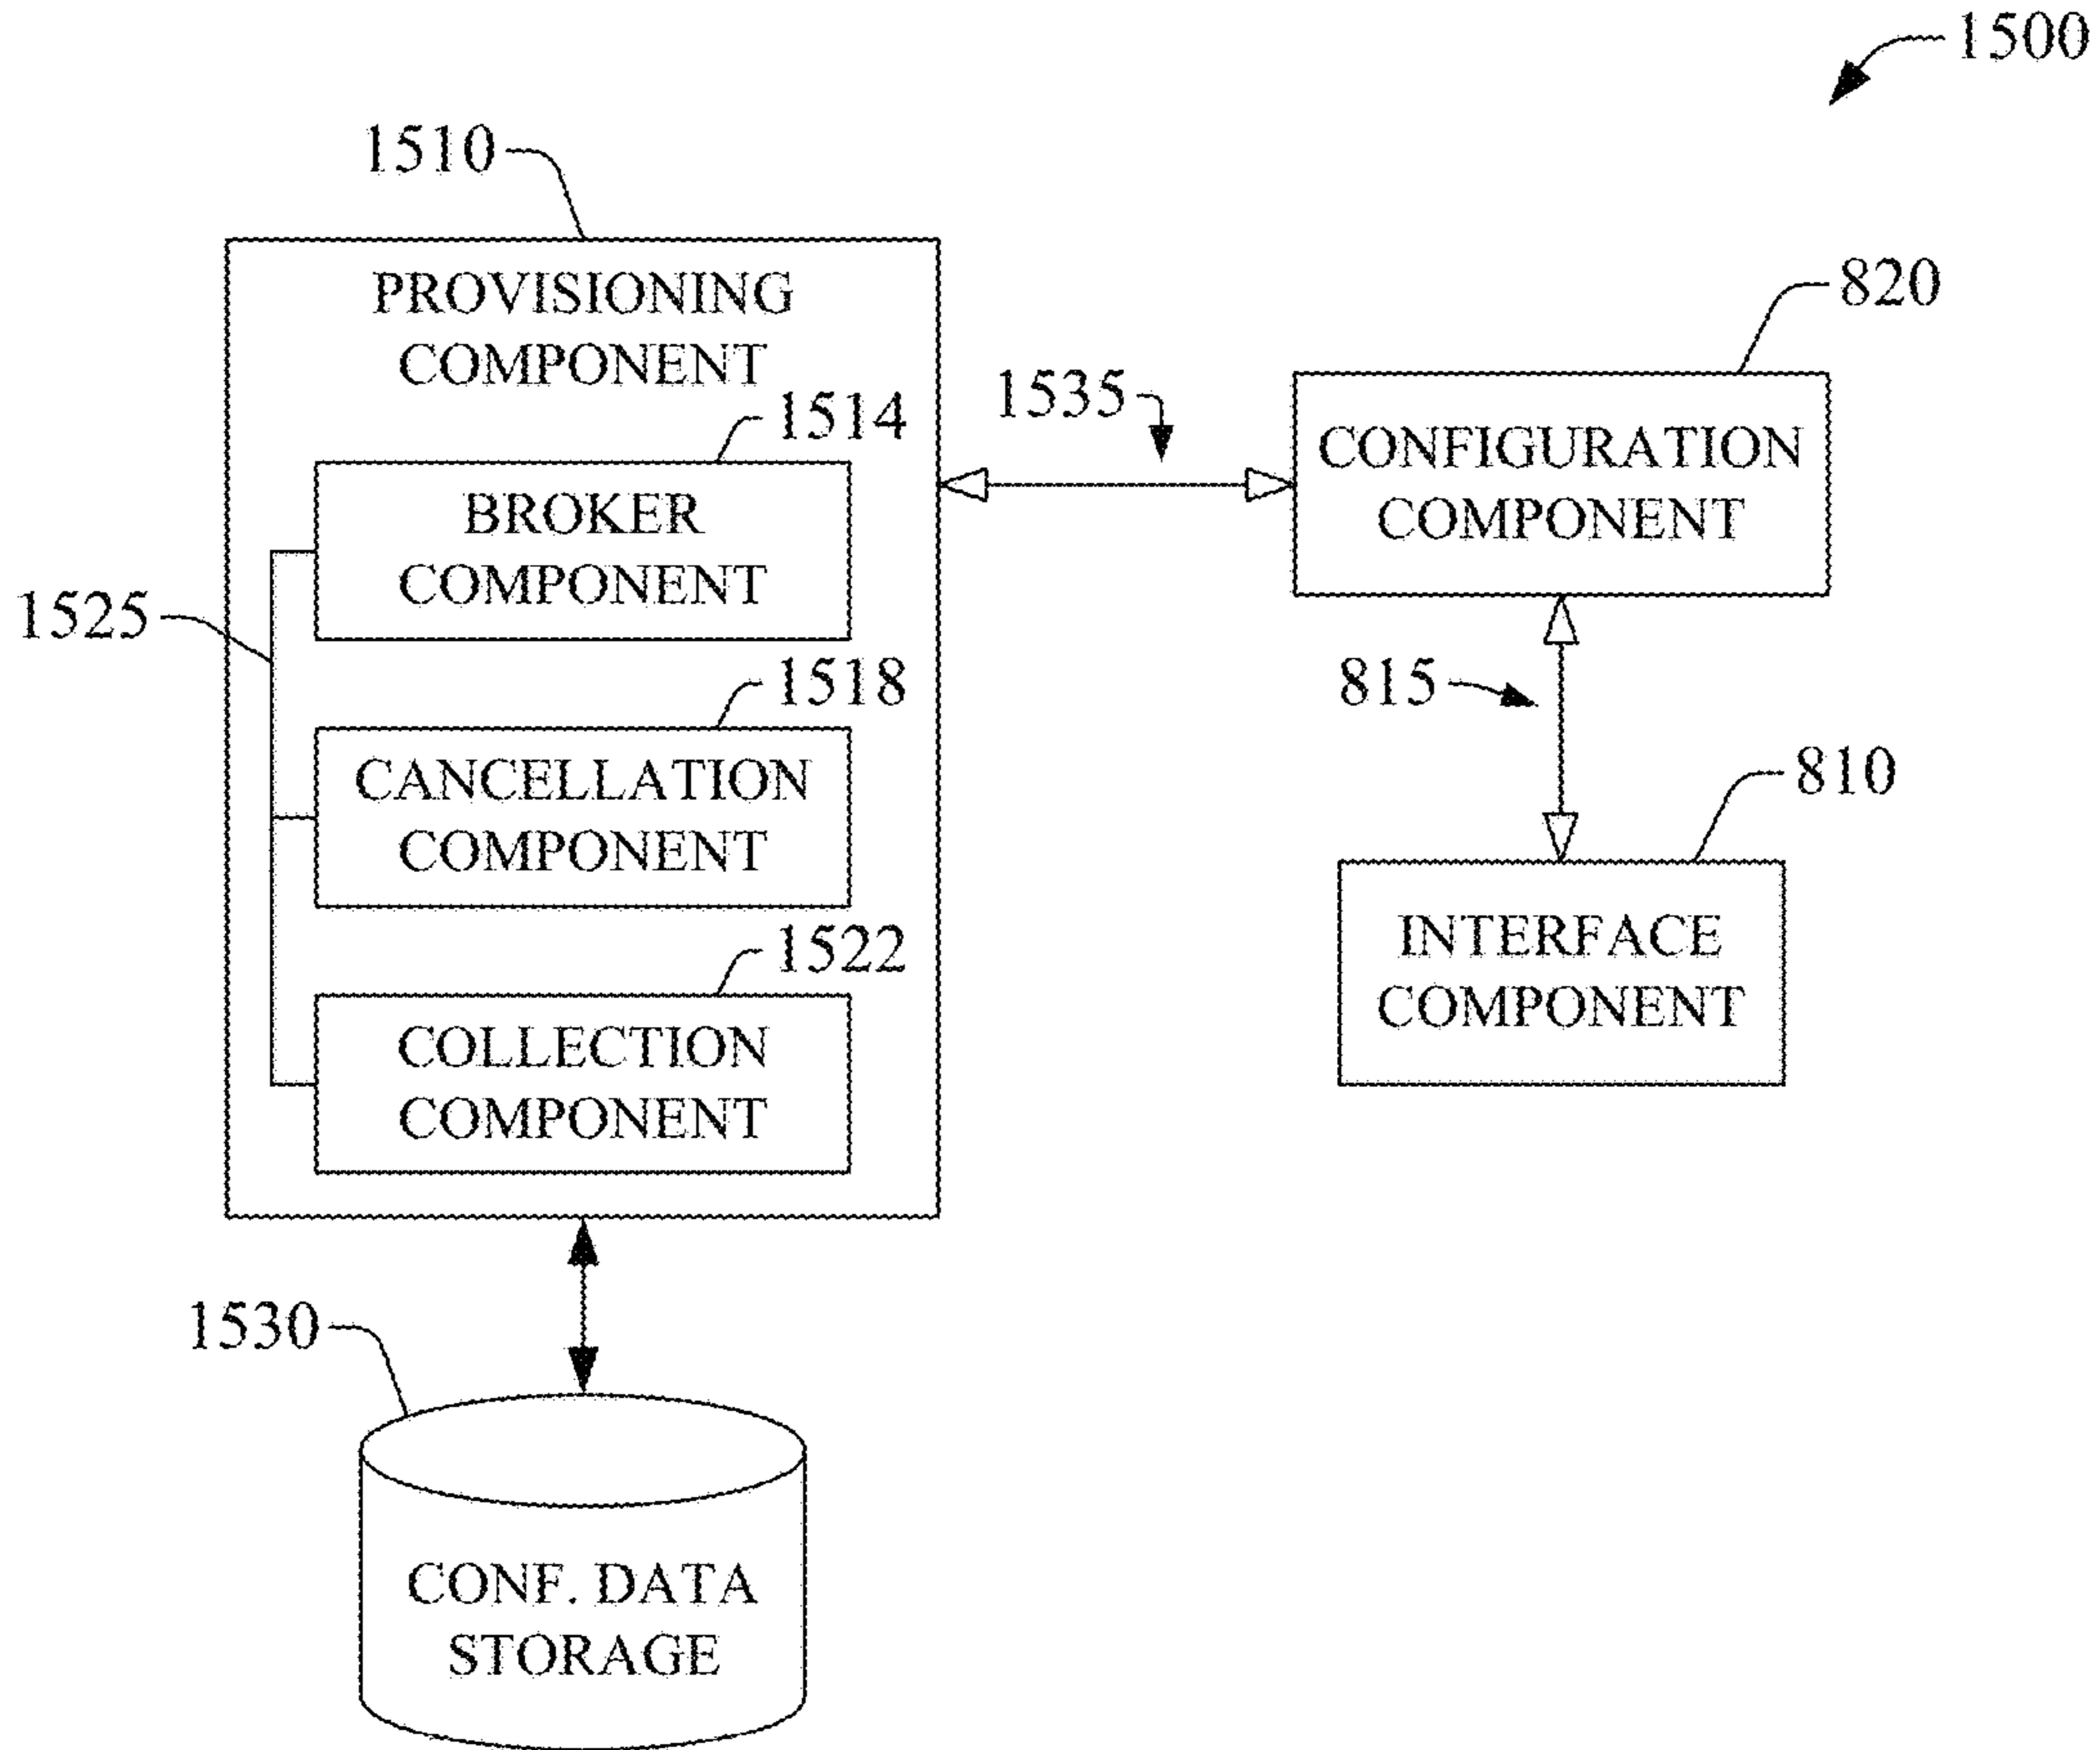 1500
1510
PROVISIONING
COMPONENT
820
1514
1535
BROKER
COMPONENT
CONFIGURATION
COMPONENT
1525
1518
815
CANCELLATION
COMPONENT
810
1522
INTERFACE
COMPONENT
COLLECTION
COMPONENT
1530
CONF. DATA
STORAGE